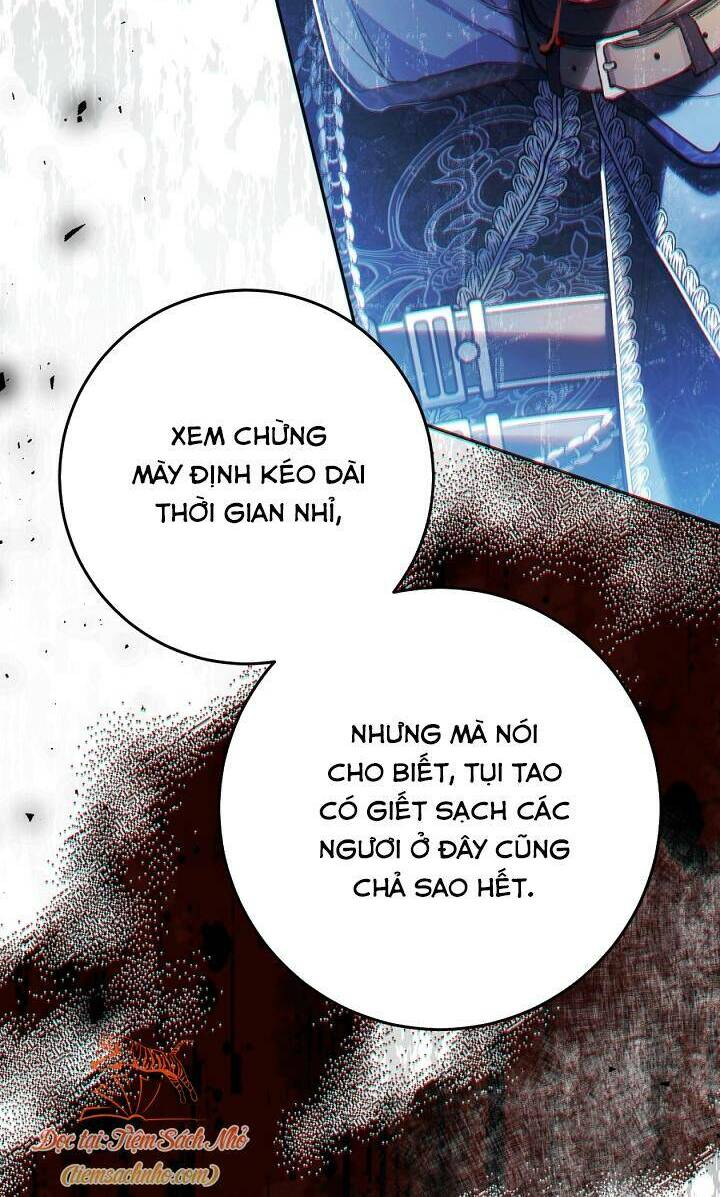 XEM CHỪNG
MÀY ĐỊNH KÉO DÀI
THỜI GIAN NHỈ,
NHƯNG MÀ NÓI
CHO BIẾT, TỤI TAO
CÓ GIẾT SẠCH CÁC
NGƯƠI Ở ĐÂY CŨNG
CHẢ SAO HẾT.
Đọc tại: Tiệm Sách Nhỏ
(tiemsachnho.com)